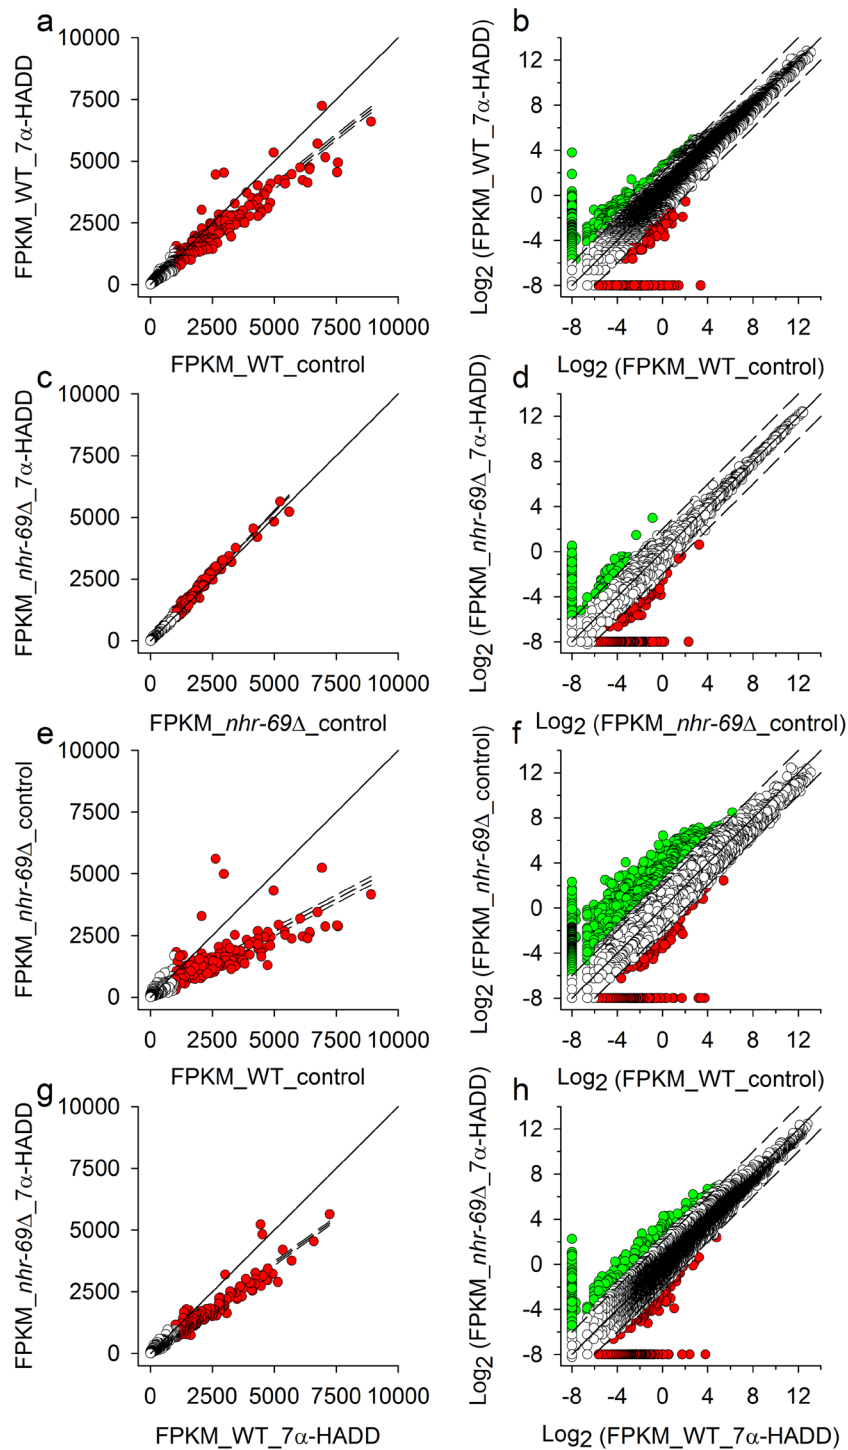 a
b
10000
7500
5000
2500
0
FPKM_WT_7α-HADD
0 2500 5000 7500 10000
FPKM_WT_control
12
8
4
0
-4
-8
Log2 (FPKM_WT_7α-HADD)
-8 -4 0 4 8 12
Log2 (FPKM_WT_control)
c
d
10000
7500
5000
2500
0
FPKM_nhr-69Δ_7α-HADD
0 2500 5000 7500 10000
FPKM_nhr-69Δ_control
12
8
4
0
-4
-8
Log2 (FPKM_nhr-69Δ_7α-HADD)
-8 -4 0 4 8 12
Log2 (FPKM_nhr-69Δ_control)
e
f
10000
7500
5000
2500
0
FPKM_nhr-69Δ_control
0 2500 5000 7500 10000
FPKM_WT_control
12
8
4
0
-4
-8
Log2 (FPKM_nhr-69Δ_control)
-8 -4 0 4 8 12
Log2 (FPKM_WT_control)
g
h
10000
7500
5000
2500
0
FPKM_nhr-69Δ_7α-HADD
0 2500 5000 7500 10000
FPKM_WT_7α-HADD
12
8
4
0
-4
-8
Log2 (FPKM_nhr-69Δ_7α-HADD)
-8 -4 0 4 8 12
Log2 (FPKM_WT_7α-HADD)